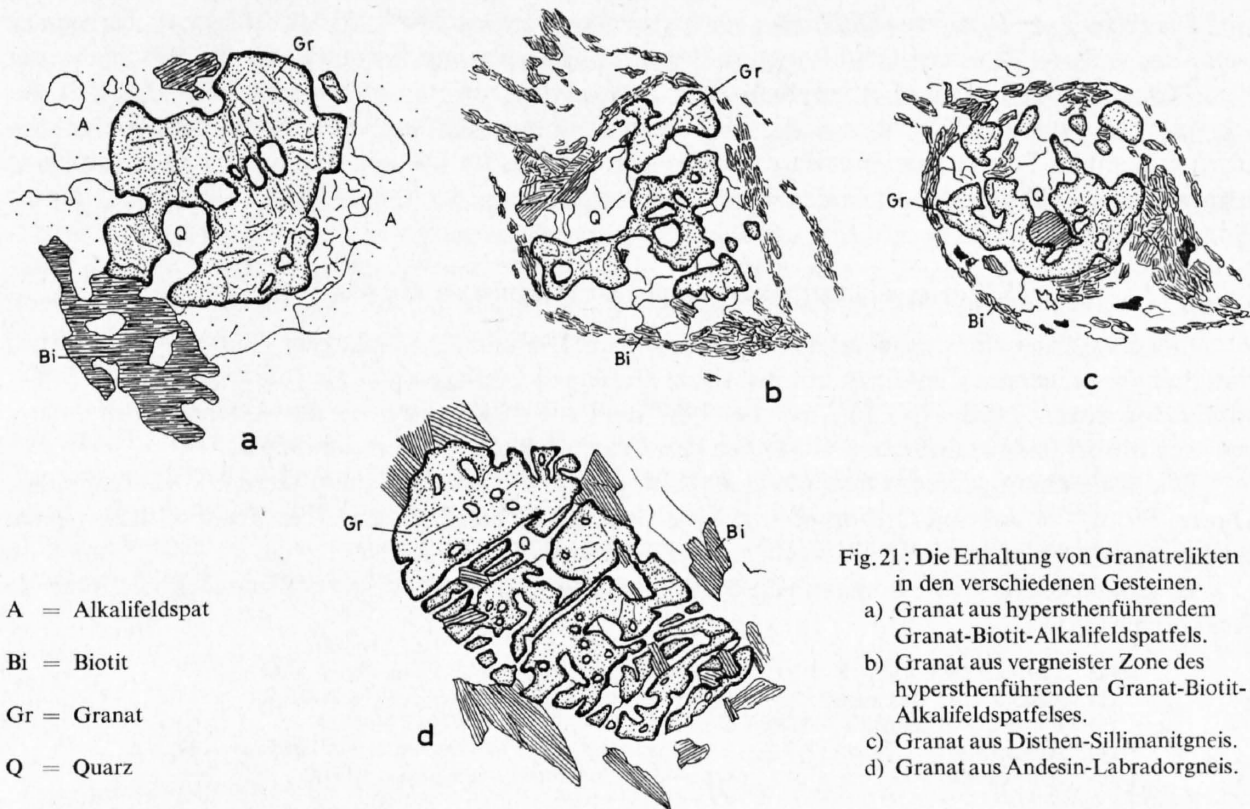 Gr
A
A
Q
Bi
a
Gr
Q
Bi
b
Gr
Q
Bi
c
Gr
Q
Bi
d
A = Alkalifeldspat
Bi = Biotit
Gr = Granat
Q = Quarz
Fig. 21: Die Erhaltung von Granatrelikten
in den verschiedenen Gesteinen.
a) Granat aus hypersthenführendem
Granat-Biotit-Alkalifeldspatfels.
b) Granat aus vergneister Zone des
hypersthenführenden Granat-Biotit-
Alkalifeldspatfelses.
c) Granat aus Disthen-Sillimanitgneis.
d) Granat aus Andesin-Labradorgneis.